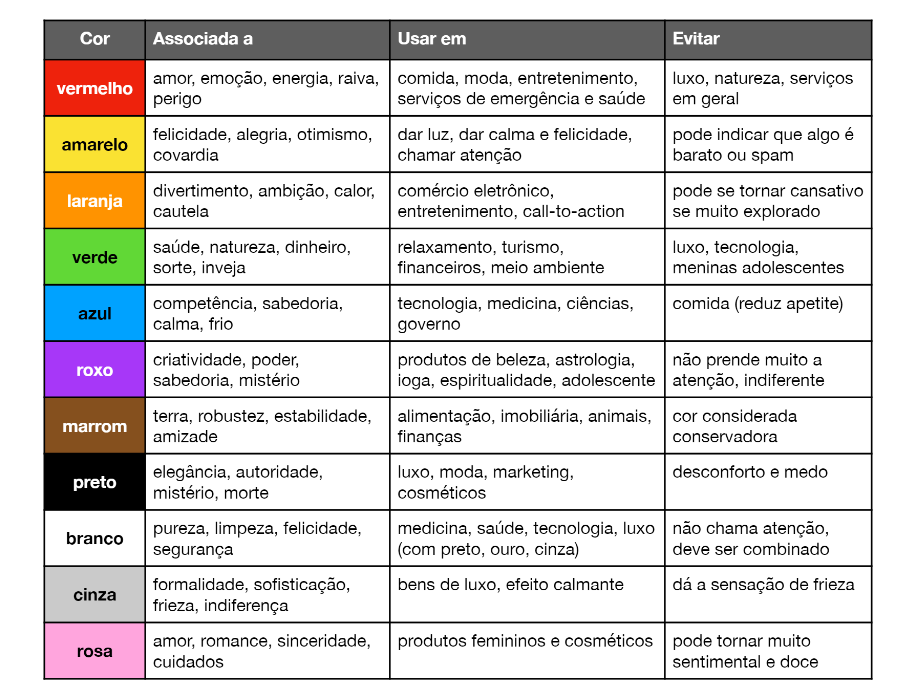 Cor Associada a Usar em Evitar
vermelho amor, emoção, energia, raiva, perigo comida, moda, entretenimento, serviços de emergência e saúde luxo, natureza, serviços em geral
amarelo felicidade, alegria, otimismo, covardia dar luz, dar calma e felicidade, chamar atenção pode indicar que algo é barato ou spam
laranja divertimento, ambição, calor, cautela comércio eletrônico, entretenimento, call-to-action pode se tornar cansativo se muito explorado
verde saúde, natureza, dinheiro, sorte, inveja relaxamento, turismo, financeiros, meio ambiente luxo, tecnologia, meninas adolescentes
azul competência, sabedoria, calma, frio tecnologia, medicina, ciências, governo comida (reduz apetite)
roxo criatividade, poder, sabedoria, mistério produtos de beleza, astrologia, ioga, espiritualidade, adolescente não prende muito a atenção, indiferente
marrom terra, robustez, estabilidade, amizade alimentação, imobiliária, animais, finanças cor considerada conservadora
preto elegância, autoridade, mistério, morte luxo, moda, marketing, cosméticos desconforto e medo
branco pureza, limpeza, felicidade, segurança medicina, saúde, tecnologia, luxo (com preto, ouro, cinza) não chama atenção, deve ser combinado
cinza formalidade, sofisticação, frieza, indiferença bens de luxo, efeito calmante dá a sensação de frieza
rosa amor, romance, sinceridade, cuidados produtos femininos e cosméticos pode tornar muito sentimental e doce